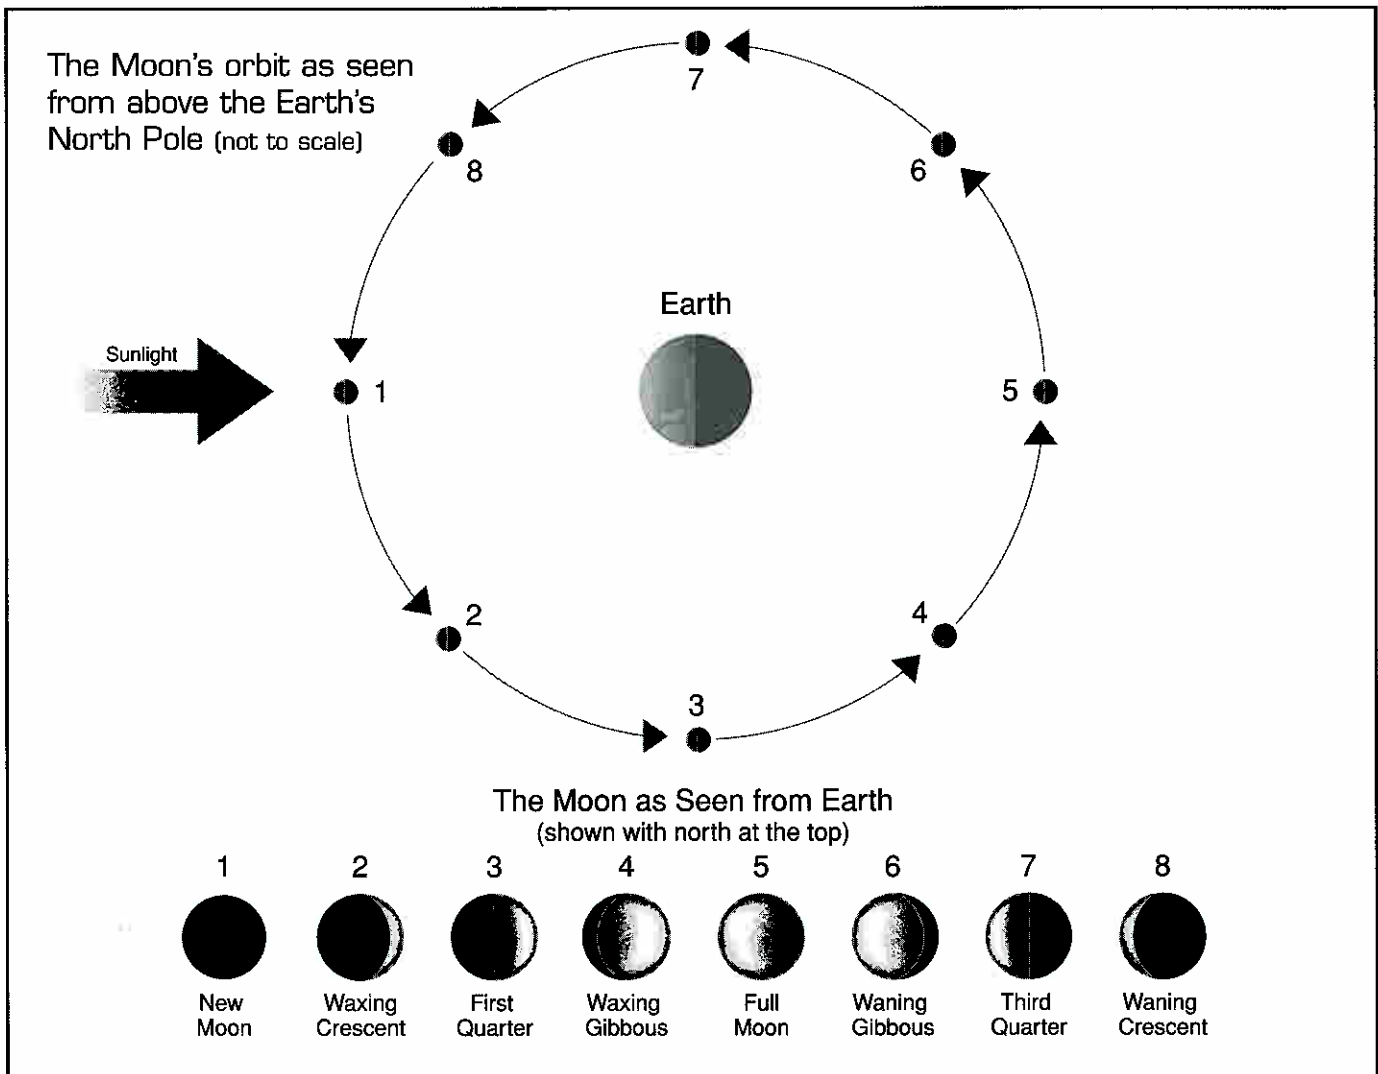 The Moon's orbit as seen
from above the Earth's
North Pole (not to scale)
7
8
6
Earth
Sunlight
1
5
2
4
3
The Moon as Seen from Earth
(shown with north at the top)
1 2 3 4 5 6 7 8
New Waxing First Waxing Full Waning Third Waning
Moon Crescent Quarter Gibbous Moon Gibbous Quarter Crescent